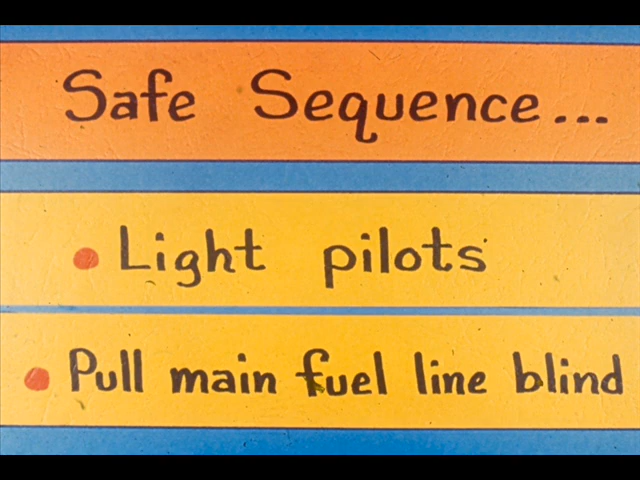 Safe Sequence...
• Light pilots
• Pull main fuel line blind